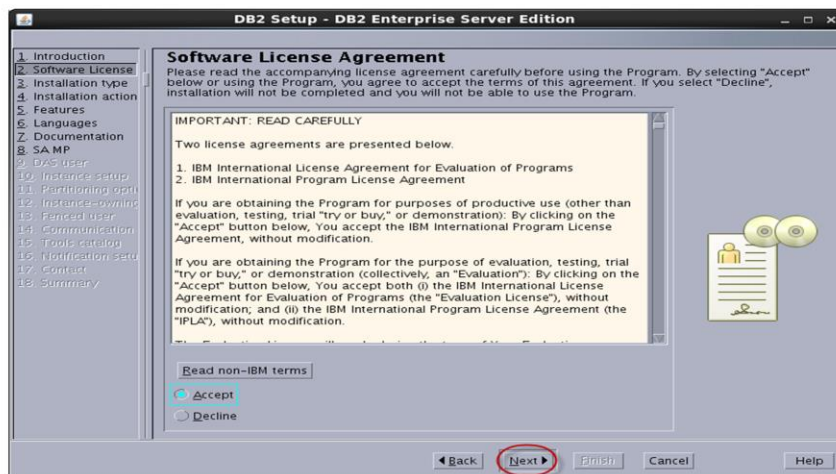 DB2 Setup - DB2 Enterprise Server Edition
1. Introduction
2. Software License
3. Installation type
4. Installation action
5. Features
6. Languages
7. Documentation
8. SA MP
9. DAS user
10. Instance setup
11. Partitioning opti
12. Instance-owning
13. Fenced user
14. Communication
15. Tools catalog
16. Notification setu
17. Contact
18. Summary
Software License Agreement
Please read the accompanying license agreement carefully before using the Program. By selecting "Accept"
below or using the Program, you agree to accept the terms of this agreement. If you select "Decline",
installation will not be completed and you will not be able to use the Program.
IMPORTANT: READ CAREFULLY
Two license agreements are presented below.
1. IBM International License Agreement for Evaluation of Programs
2. IBM International Program License Agreement
If you are obtaining the Program for purposes of productive use (other than
evaluation, testing, trial "try or buy," or demonstration): By clicking on the
"Accept" button below, You accept the IBM International Program License
Agreement, without modification.
If you are obtaining the Program for the purpose of evaluation, testing, trial
"try or buy," or demonstration (collectively, an "Evaluation"): By clicking on the
"Accept" button below, You accept both (i) the IBM International License
Agreement for Evaluation of Programs (the "Evaluation License"), without
modification; and (ii) the IBM International Program License Agreement (the
"IPLA"), without modification.
Read non-IBM terms
Accept
Decline
Back Next Finish Cancel Help